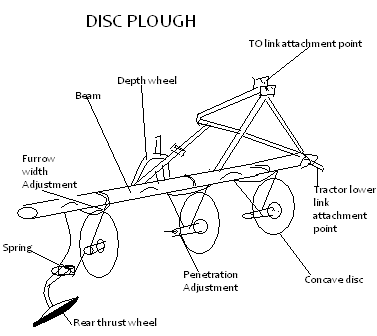 DISC PLOUGH
TO link attachment point
Depth wheel
Beam
Furrow
width
Adjustment
Tractor lower
link
attachment
point
Spring
Penetration
Adjustment
Concave disc
Rear thrust wheel